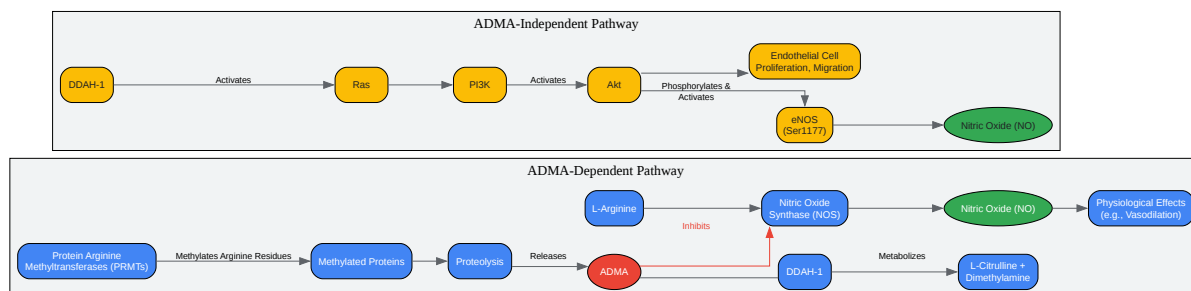 ADMA-Independent Pathway
DDAH-1
Activates
Ras
PI3K
Activates
Akt
Endothelial Cell
Proliferation, Migration
Phosphorylates &
Activates
eNOS
(Ser1177)
Nitric Oxide (NO)
ADMA-Dependent Pathway
L-Arginine
Nitric Oxide
Synthase (NOS)
Nitric Oxide (NO)
Physiological Effects
(e.g., Vasodilation)
Inhibits
Protein Arginine
Methyltransferases (PRMTs)
Methylates Arginine Residues
Methylated Proteins
Proteolysis
Releases
ADMA
DDAH-1
Metabolizes
L-Citrulline +
Dimethylamine